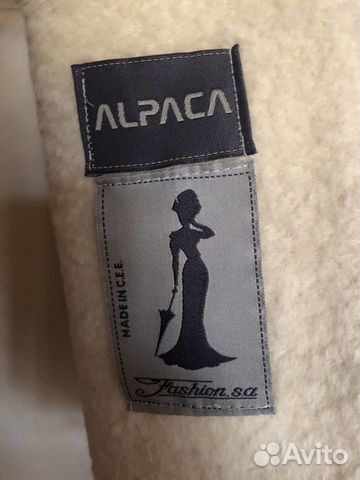 ALPACA
MADE IN C.E.E.
Fashion, s.a
Avito